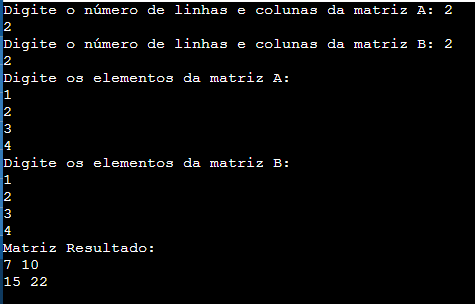 Digite o número de linhas e colunas da matriz A: 2
2
Digite o número de linhas e colunas da matriz B: 2
2
Digite os elementos da matriz A:
1
2
3
4
Digite os elementos da matriz B:
1
2
3
4
Matriz Resultado:
7 10
15 22